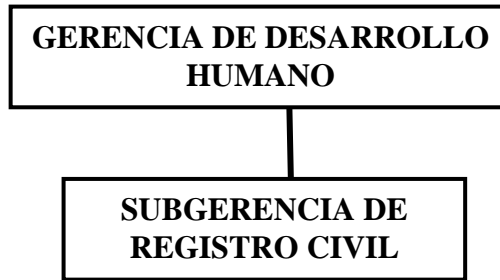 GERENCIA DE DESARROLLO
HUMANO
SUBGERENCIA DE
REGISTRO CIVIL